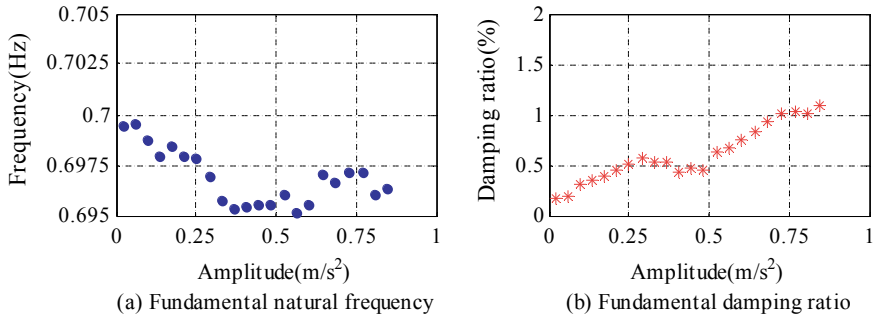 0.705
0.7025
0.7
0.6975
0.695
Frequency(Hz)
0 0.25 0.5 0.75 1
Amplitude(m/s²)
(a) Fundamental natural frequency
2
1.5
1
0.5
0
Damping ratio(%)
0 0.25 0.5 0.75 1
Amplitude(m/s²)
(b) Fundamental damping ratio